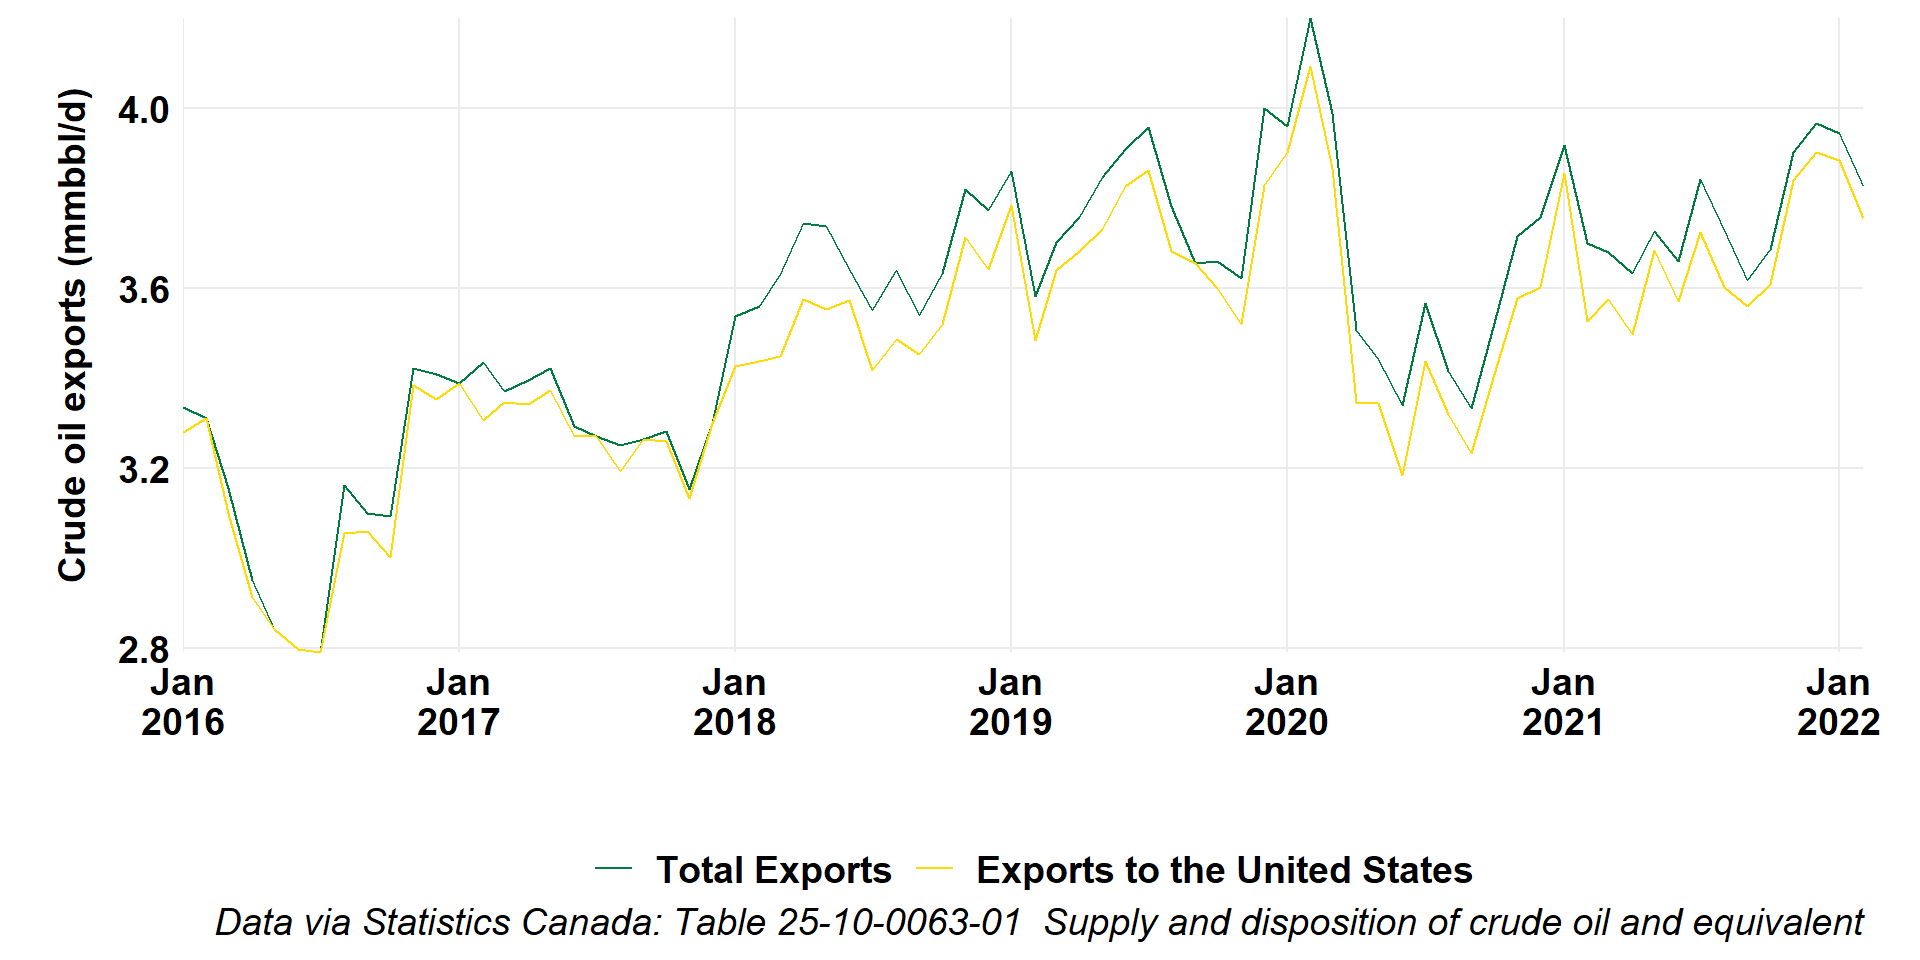 Crude oil exports (mmbbl/d)
4.0
3.6
3.2
2.8
Jan
2016
Jan
2017
Jan
2018
Jan
2019
Jan
2020
Jan
2021
Jan
2022
Total Exports
Exports to the United States
Data via Statistics Canada: Table 25-10-0063-01  Supply and disposition of crude oil and equivalent